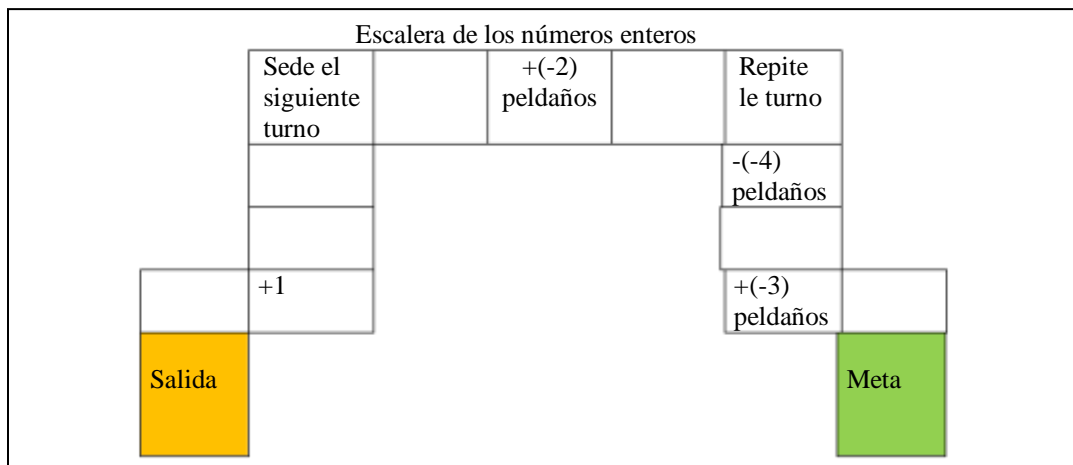 Escalera de los números enteros
Sede el
siguiente
turno
+(-2)
peldaños
Repite
le turno
-(-4)
peldaños
+1
+(-3)
peldaños
Salida
Meta